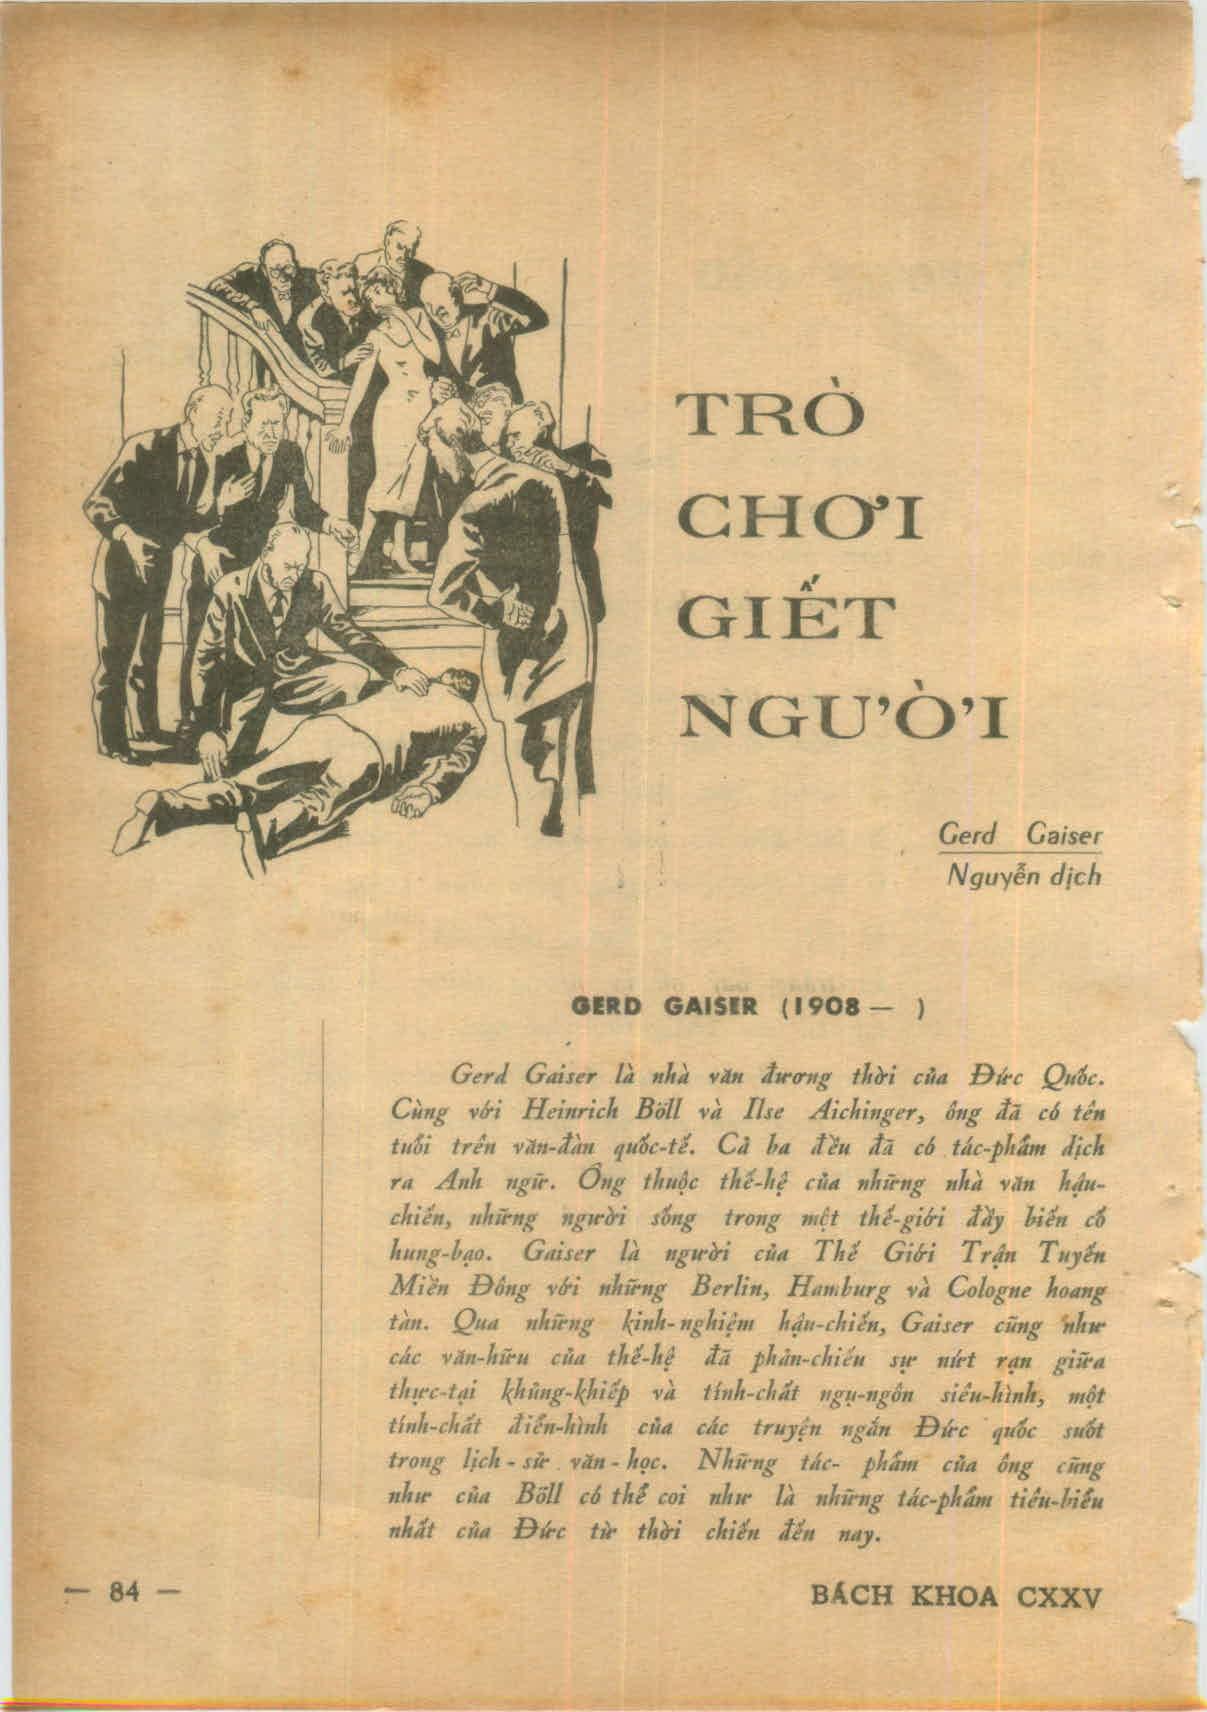 TRÒ
CHƠI
GIẾT
NGƯỜI
Gerd Gaiser
Nguyễn dịch
GERD GAISER (1908 — )
Gerd Gaiser là nhà văn đương thời của Đức Quốc.
Cùng với Heinrich Böll và Ilse Aichinger, ông đã có tên
tuổi trên văn-đàn quốc-tế. Cả ba đều đã có tác-phẩm dịch
ra Anh ngữ. Ông thuộc thế-hệ của những nhà văn hậu-
chiến, những người sống trong một thế-giới đầy biến cố
hung-bạo. Gaiser là người của Thế Giới Trận Tuyến
Miền Đông với những Berlin, Hamburg và Cologne hoang
tàn. Qua những kinh-nghiệm hậu-chiến, Gaiser cũng như
các văn-hữu của thế-hệ đã phản-chiếu sự nứt rạn giữa
thực-tại khủng-khiếp và tính-chất ngụ-ngôn siêu-hình, một
tính-chất điển-hình của các truyện ngắn Đức quốc suốt
trong lịch-sử văn-học. Những tác-phẩm của ông cũng
như của Böll có thể coi như là những tác-phẩm tiêu-biểu
nhất của Đức từ thời chiến đến nay.
— 84 —
BÁCH KHOA CXXV